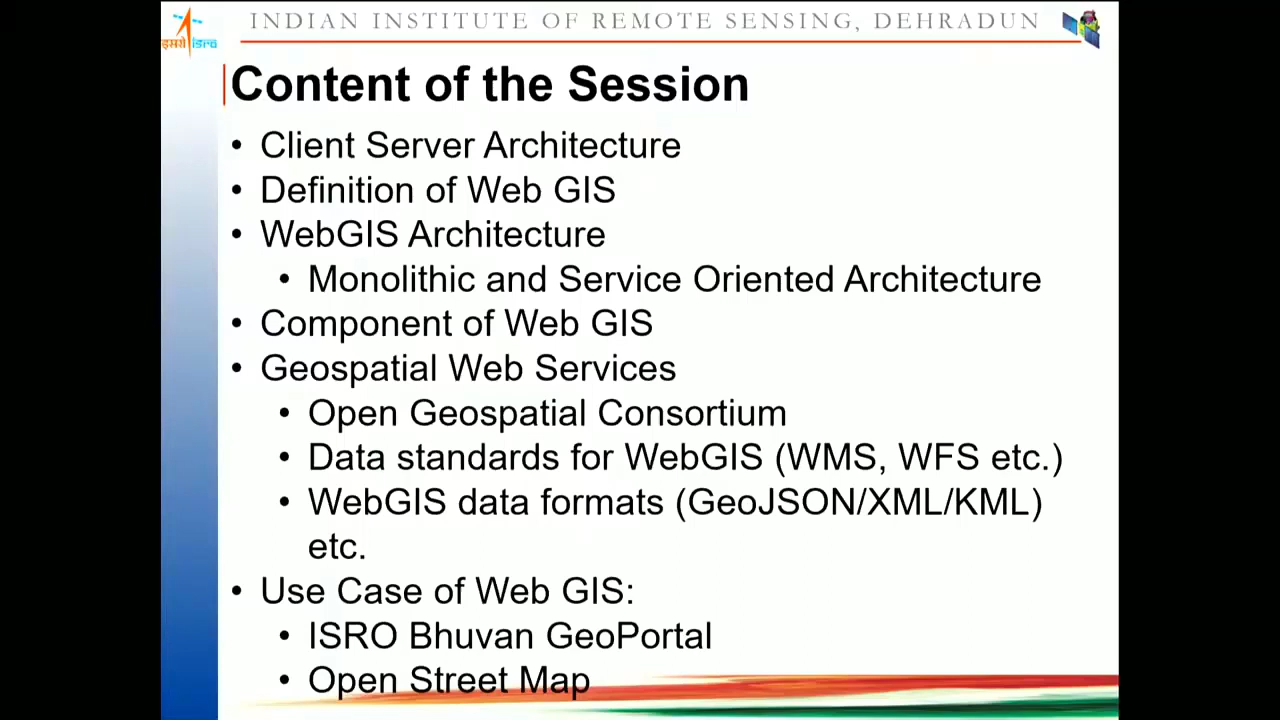 INDIAN INSTITUTE OF REMOTE SENSING, DEHRADUN
इसरो isro
Content of the Session
• Client Server Architecture
• Definition of Web GIS
• WebGIS Architecture
• Monolithic and Service Oriented Architecture
• Component of Web GIS
• Geospatial Web Services
• Open Geospatial Consortium
• Data standards for WebGIS (WMS, WFS etc.)
• WebGIS data formats (GeoJSON/XML/KML)
etc.
• Use Case of Web GIS:
• ISRO Bhuvan GeoPortal
• Open Street Map